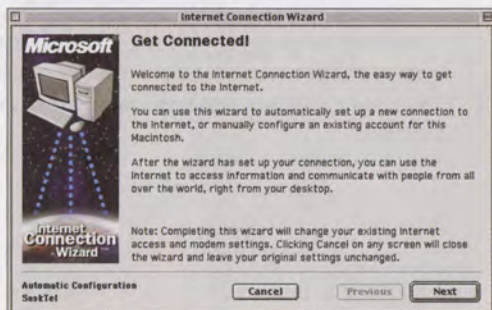 Internet Connection Wizard
Microsoft
Internet
Connection
Wizard
Get Connected!
Welcome to the Internet Connection Wizard, the easy way to get
connected to the Internet.
You can use this wizard to automatically set up a new connection to
the Internet, or manually configure an existing account for this
Macintosh.
After the wizard has set up your connection, you can use the
Internet to access information and communicate with people from all
over the world, right from your desktop.
Note: Completing this wizard will change your existing Internet
access and modem settings. Clicking Cancel on any screen will close
the wizard and leave your original settings unchanged.
Automatic Configuration
SaskTel
Cancel
Previous
Next